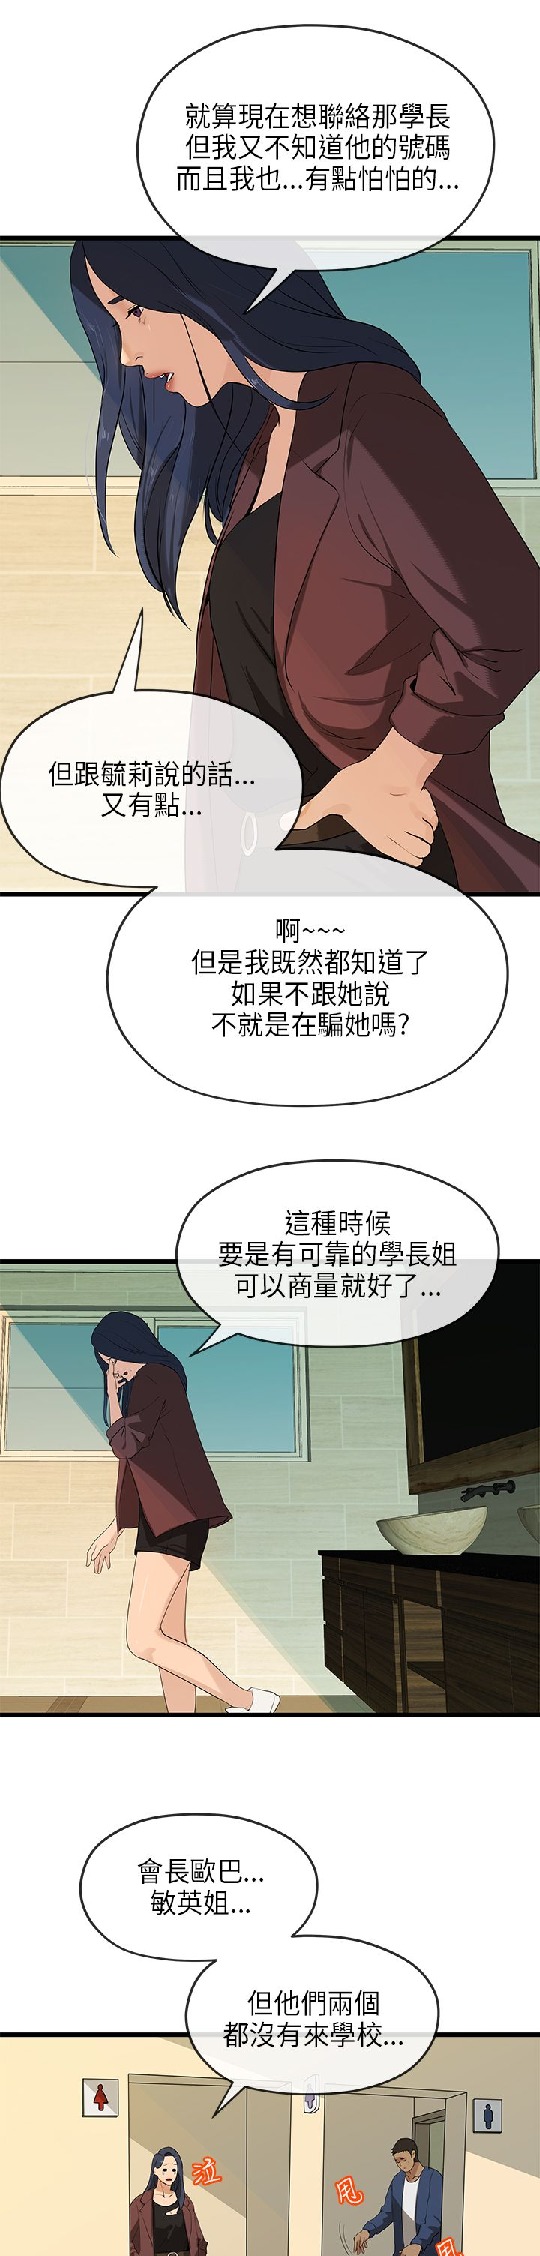 就算現在想聯絡那學長
但我又不知道他的號碼
而且我也...有點怕怕的...
但跟毓莉說的話...
又有點...
啊~~~
但是我既然都知道了
如果不跟她說
不就是在騙她嗎?
這種時候
要是有可靠的學長姐
可以商量就好了...
會長歐巴...
敏英姐...
但他們兩個
都沒有來學校...
泣
甩
甩